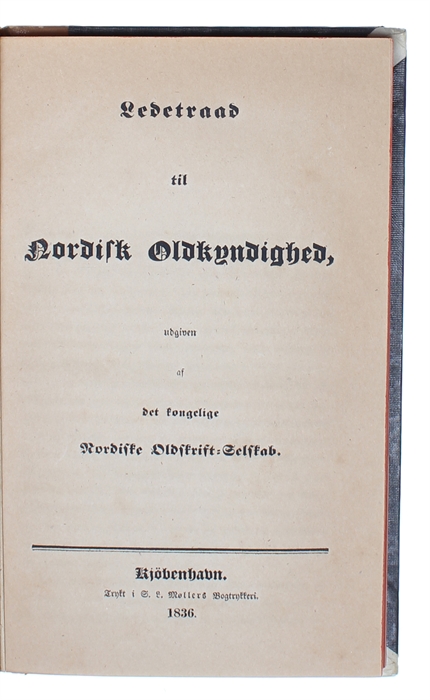 Ledetraad
til
Nordisk Oldkyndighed,
udgiven
af
det kongelige
Nordiske Oldskrift-Selskab.
Kjöbenhavn.
Trykt i S. L. Møllers Bogtrykkeri.
1836.